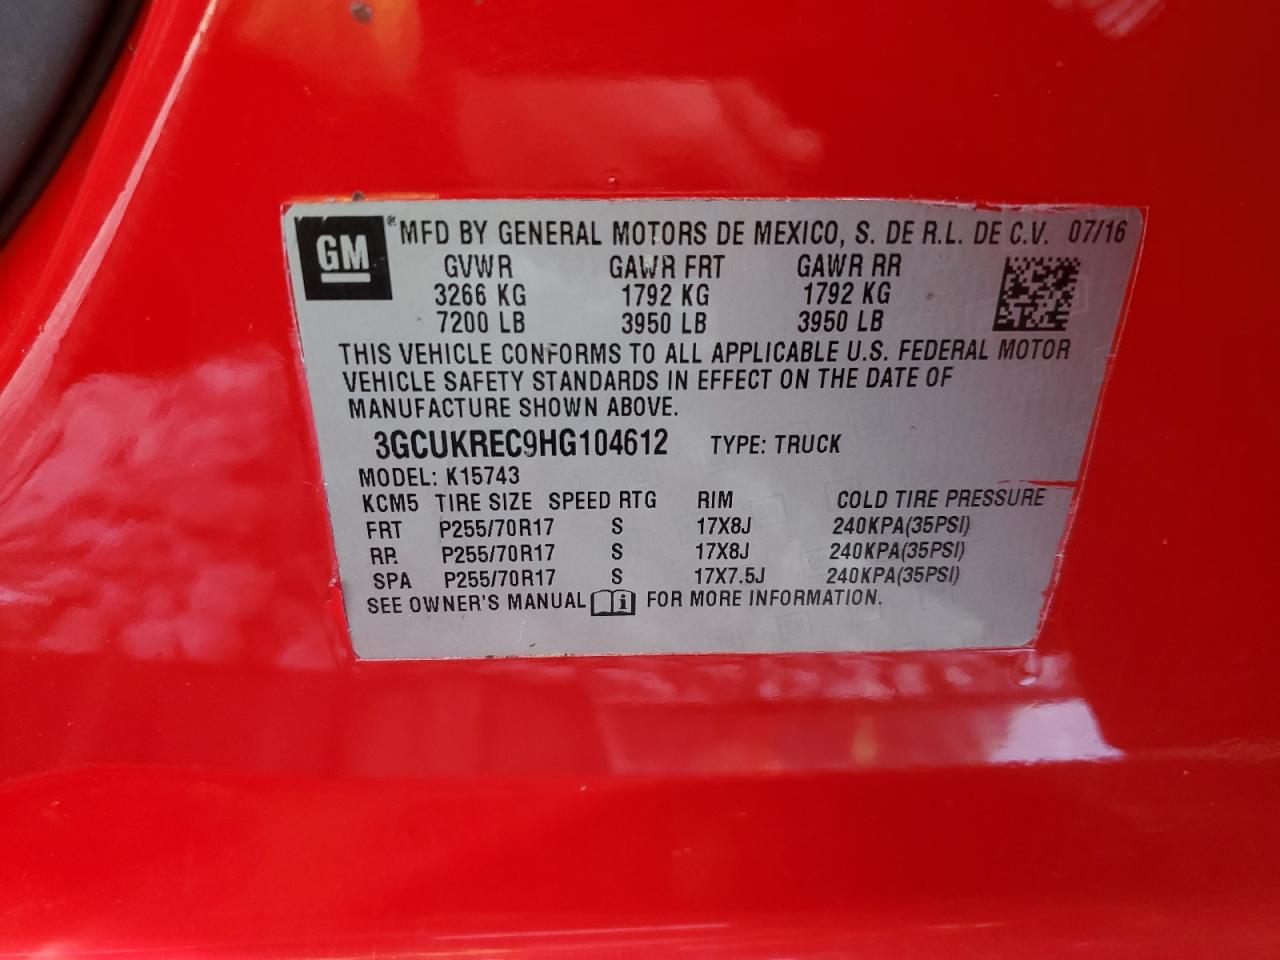 GM ® MFD BY GENERAL MOTORS DE MEXICO, S. DE R.L. DE C.V. 07/16
GVWR GAWR FRT GAWR RR
3266 KG 1792 KG 1792 KG
7200 LB 3950 LB 3950 LB
THIS VEHICLE CONFORMS TO ALL APPLICABLE U.S. FEDERAL MOTOR
VEHICLE SAFETY STANDARDS IN EFFECT ON THE DATE OF
MANUFACTURE SHOWN ABOVE.
3GCUKREC9HG104612 TYPE: TRUCK
MODEL: K15743
KCM5 TIRE SIZE SPEED RTG RIM COLD TIRE PRESSURE
FRT P255/70R17 S 17X8J 240KPA(35PSI)
RR P255/70R17 S 17X8J 240KPA(35PSI)
SPA P255/70R17 S 17X7.5J 240KPA(35PSI)
SEE OWNER'S MANUAL i FOR MORE INFORMATION.